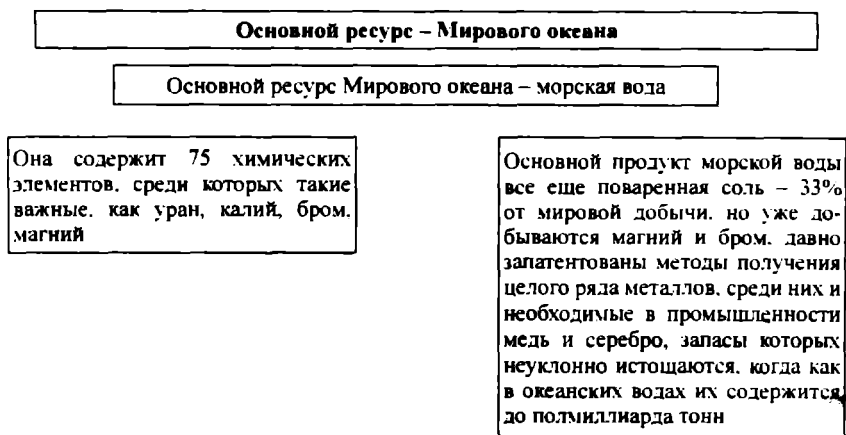 Основной ресурс – Мирового океана
Основной ресурс Мирового океана – морская вода
Она содержит 75 химических
элементов, среди которых такие
важные, как уран, калий, бром,
магний
Основной продукт морской воды
все еще поваренная соль – 33%
от мировой добычи, но уже до-
бываются магний и бром, давно
запатентованы методы получения
целого ряда металлов, среди них и
необходимые в промышленности
медь и серебро, запасы которых
неуклонно истощаются, когда как
в океанских водах их содержится
до полмиллиарда тонн